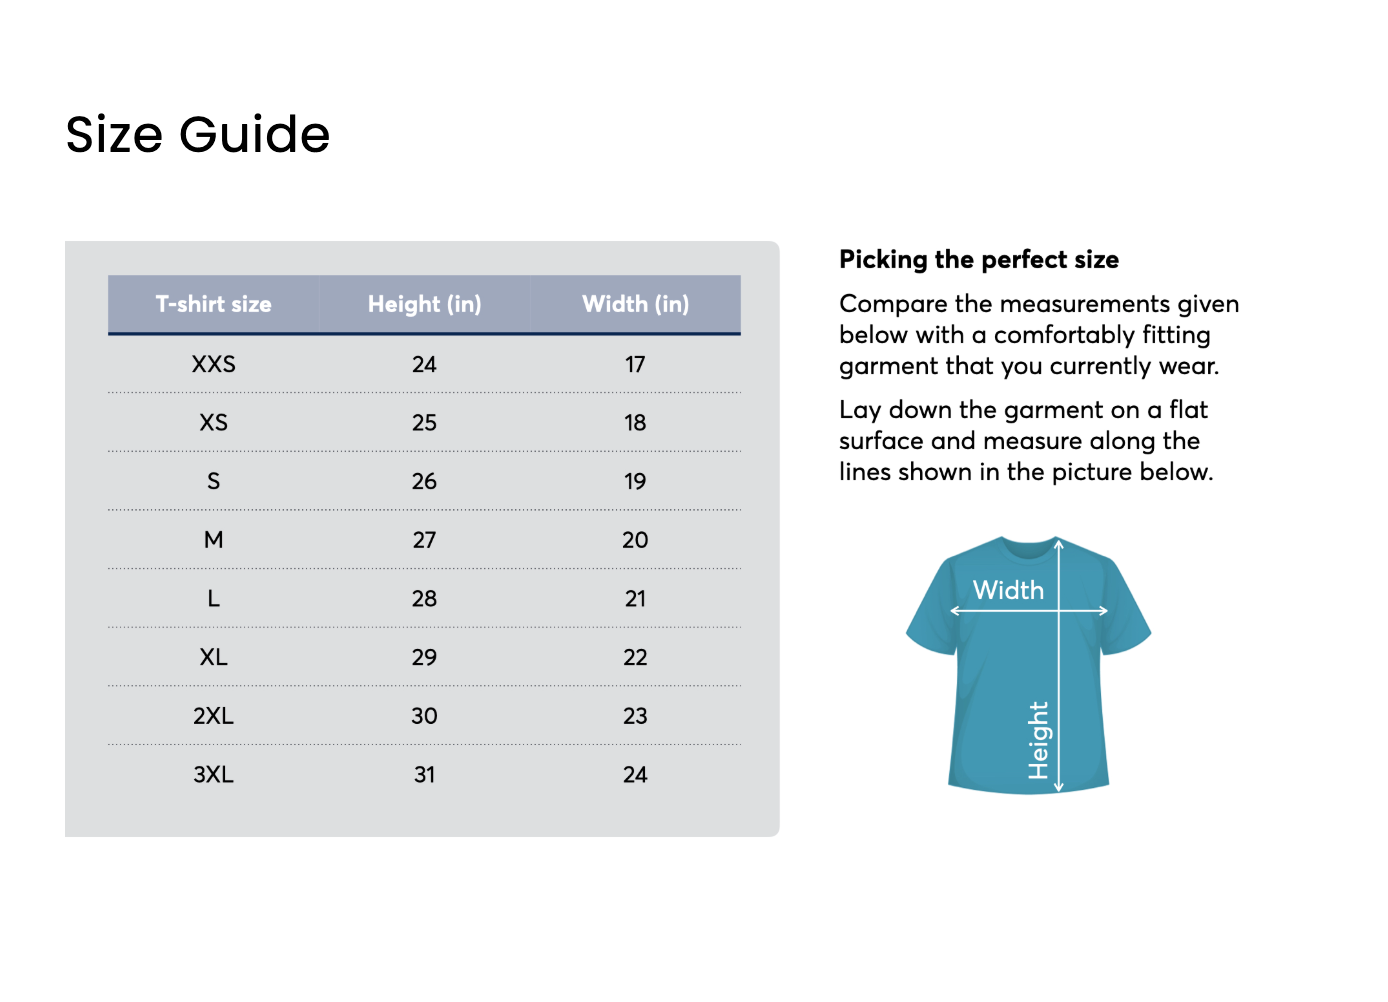 Size Guide
T-shirt size Height (in) Width (in)
XXS 24 17
XS 25 18
S 26 19
M 27 20
L 28 21
XL 29 22
2XL 30 23
3XL 31 24
Picking the perfect size
Compare the measurements given
below with a comfortably fitting
garment that you currently wear.
Lay down the garment on a flat
surface and measure along the
lines shown in the picture below.
Width
Height